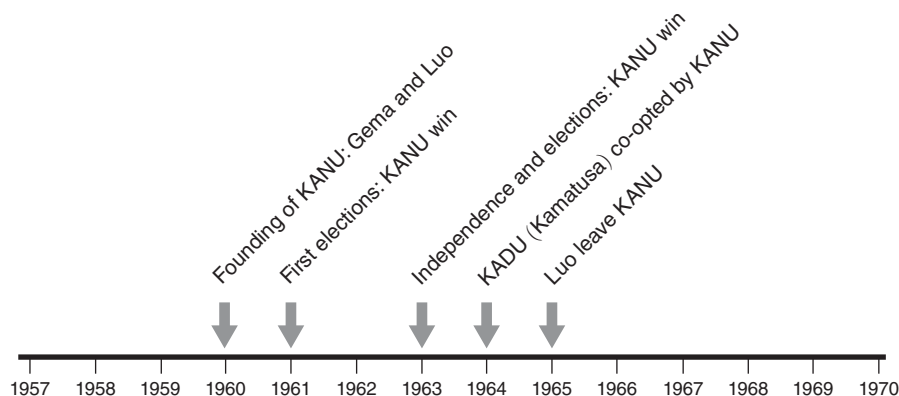 Founding of KANU: Gema and Luo
First elections: KANU win
Independence and elections: KANU win
KADU (Kamatusa) co-opted by KANU
Luo leave KANU
1957 1958 1959 1960 1961 1962 1963 1964 1965 1966 1967 1968 1969 1970